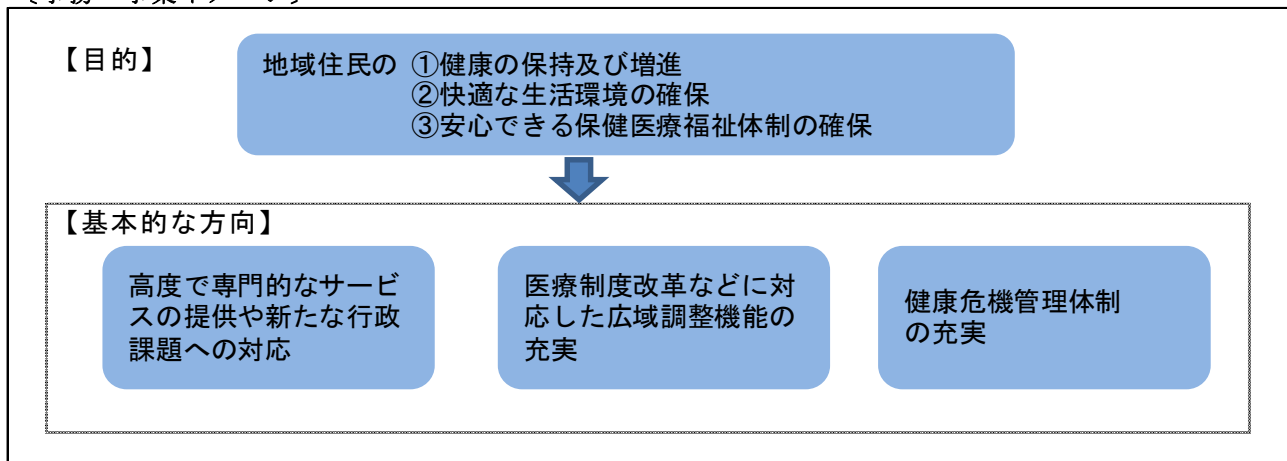 【目的】
地域住民の ①健康の保持及び増進
②快適な生活環境の確保
③安心できる保健医療福祉体制の確保
【基本的な方向】
高度で専門的なサービ
スの提供や新たな行政
課題への対応
医療制度改革などに対
応した広域調整機能の
充実
健康危機管理体制
の充実